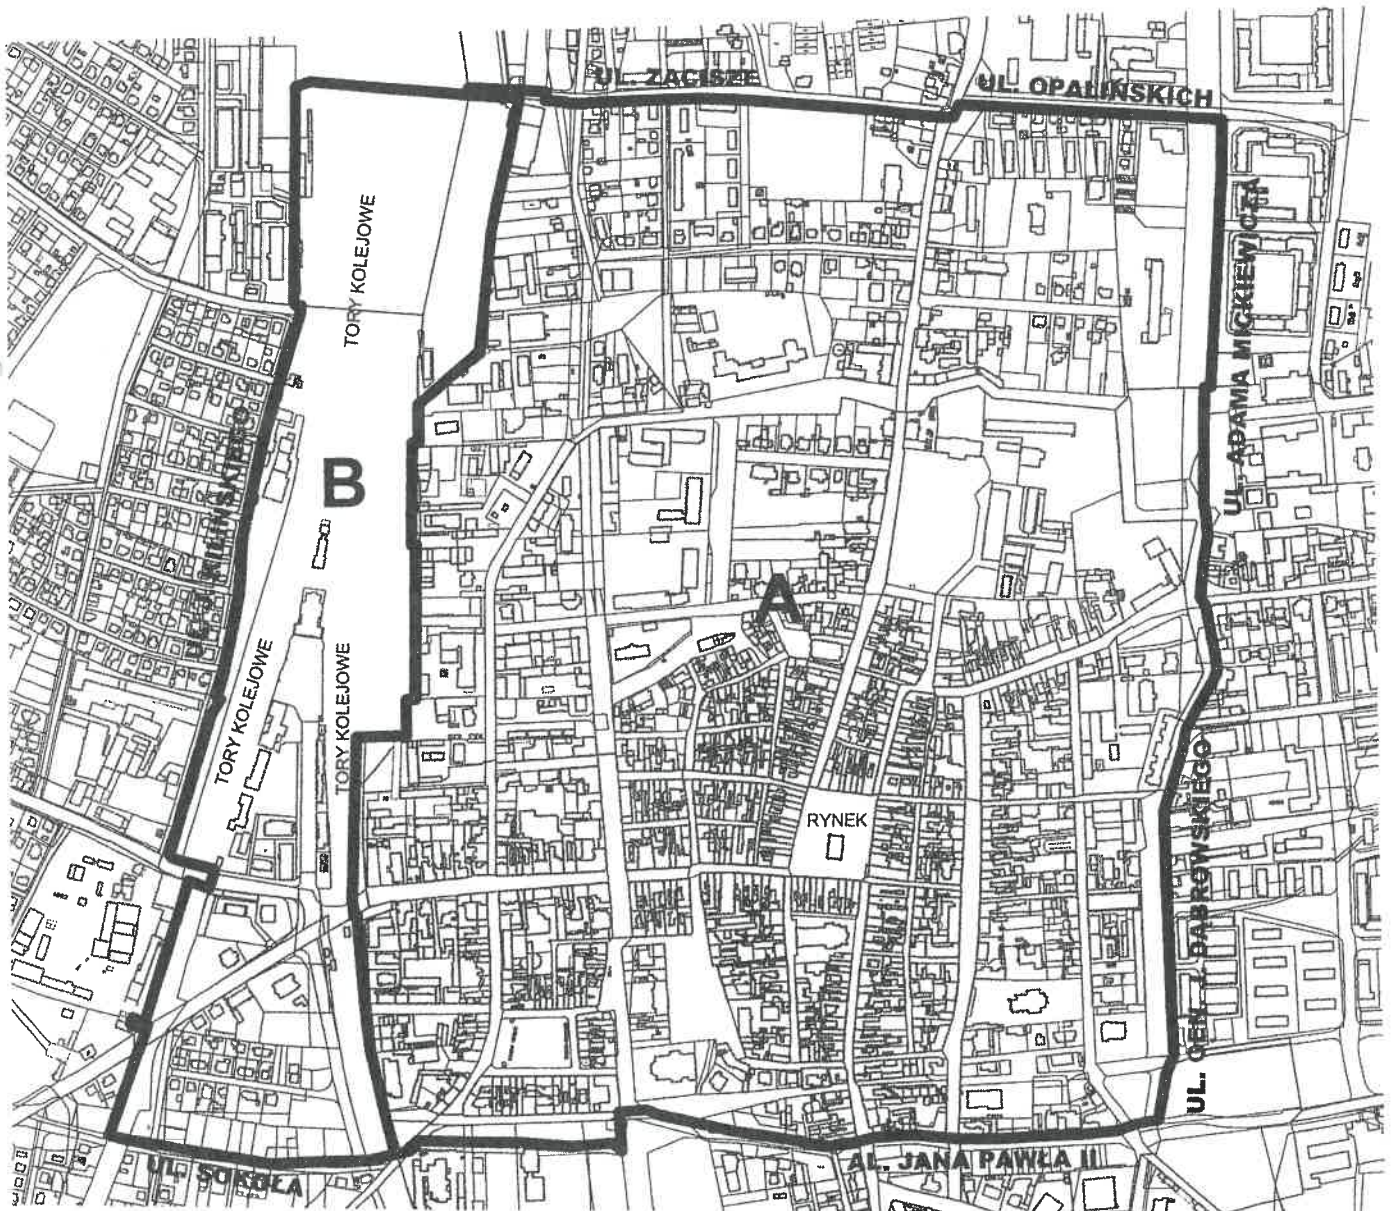 UL. ZACISZE
UL. OPALIŃSKICH
TORY KOLEJOWE
UL. ADAMA MICKIEWICZA
B
A
TORY KOLEJOWE
TORY KOLEJOWE
RYNEK
UL. GEN. J. DĄBROWSKIEGO
UL. SOKOŁA
AL. JANA PAWŁA II